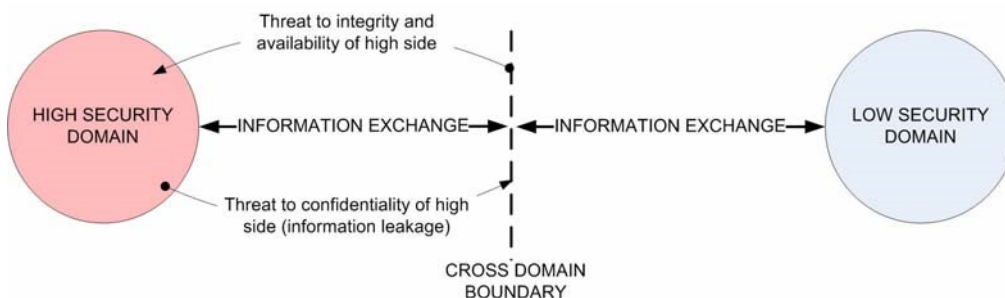 Threat to integrity and
availability of high side
HIGH SECURITY
DOMAIN
INFORMATION EXCHANGE
INFORMATION EXCHANGE
LOW SECURITY
DOMAIN
Threat to confidentiality of high
side (information leakage)
CROSS DOMAIN
BOUNDARY